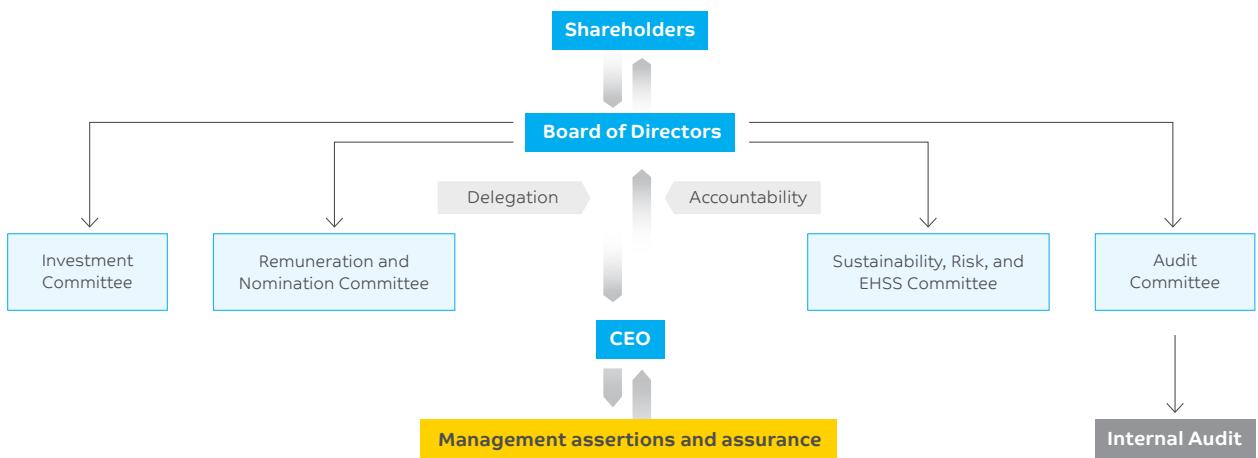 Shareholders
Board of Directors
Delegation
Accountability
Investment
Committee
Remuneration and
Nomination Committee
Sustainability, Risk, and
EHSS Committee
Audit
Committee
CEO
Management assertions and assurance
Internal Audit